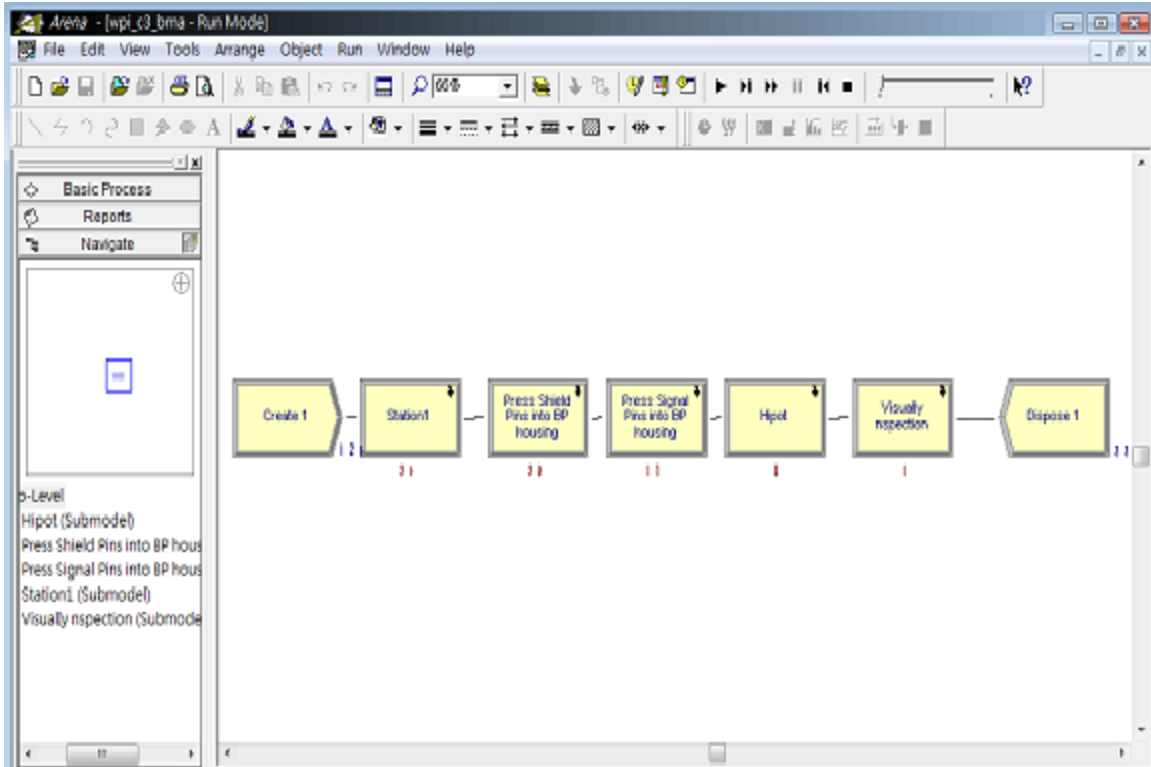 Arena - [wpi_c3_bma - Run Mode]
File Edit View Tools Arrange Object Run Window Help
66%
Basic Process
Reports
Navigate
p-Level
Hipot (Submodel)
Press Shield Pins into BP hous
Press Signal Pins into BP hous
Station1 (Submodel)
Visually nspection (Submode
Create 1
Station1
Press Shield
Pins into BP
housing
Press Signal
Pins into BP
housing
Hipot
Visually
nspection
Dispose 1